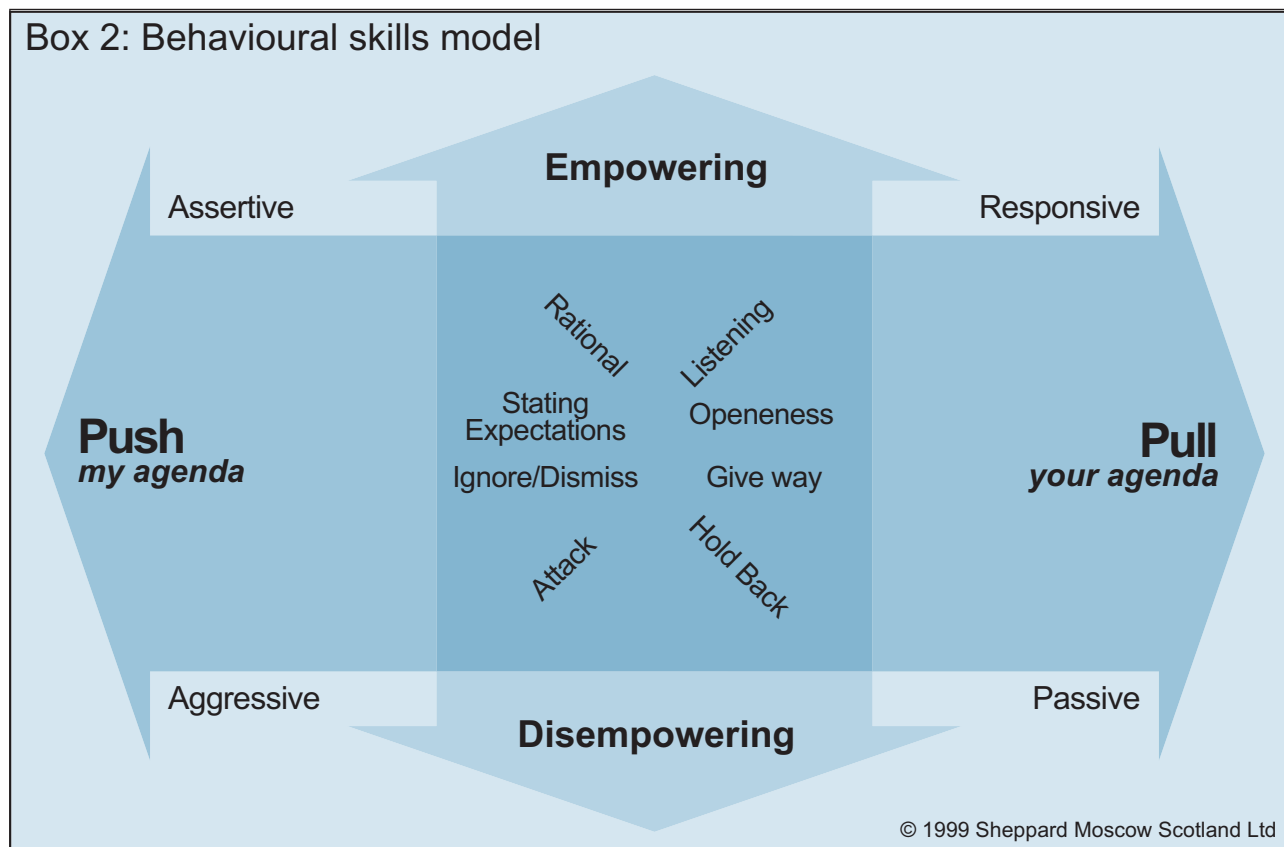 Box 2: Behavioural skills model
Empowering
Assertive
Responsive
Rational
Listening
Stating
Expectations
Openeness
Push
my agenda
Pull
your agenda
Ignore/Dismiss
Give way
Attack
Hold Back
Aggressive
Passive
Disempowering
© 1999 Sheppard Moscow Scotland Ltd